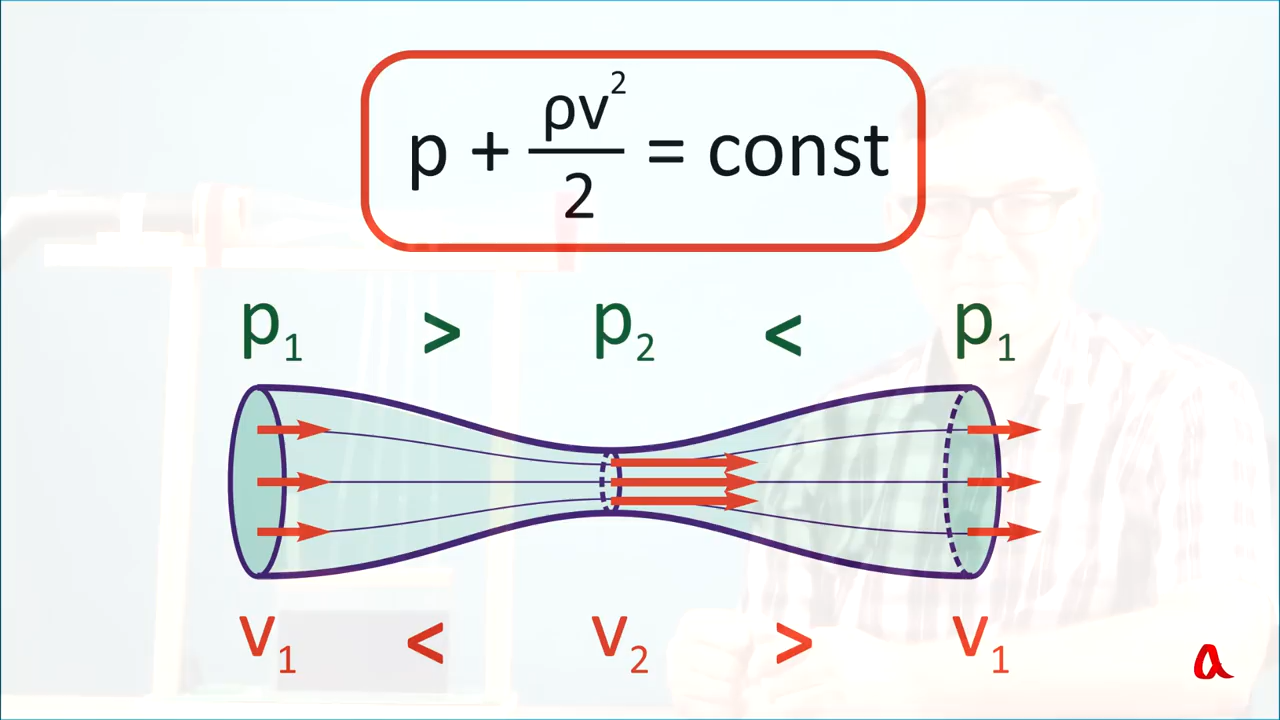 p + ρv²/2 = const
p₁ > p₂ < p₁
v₁ < v₂ > v₁
a